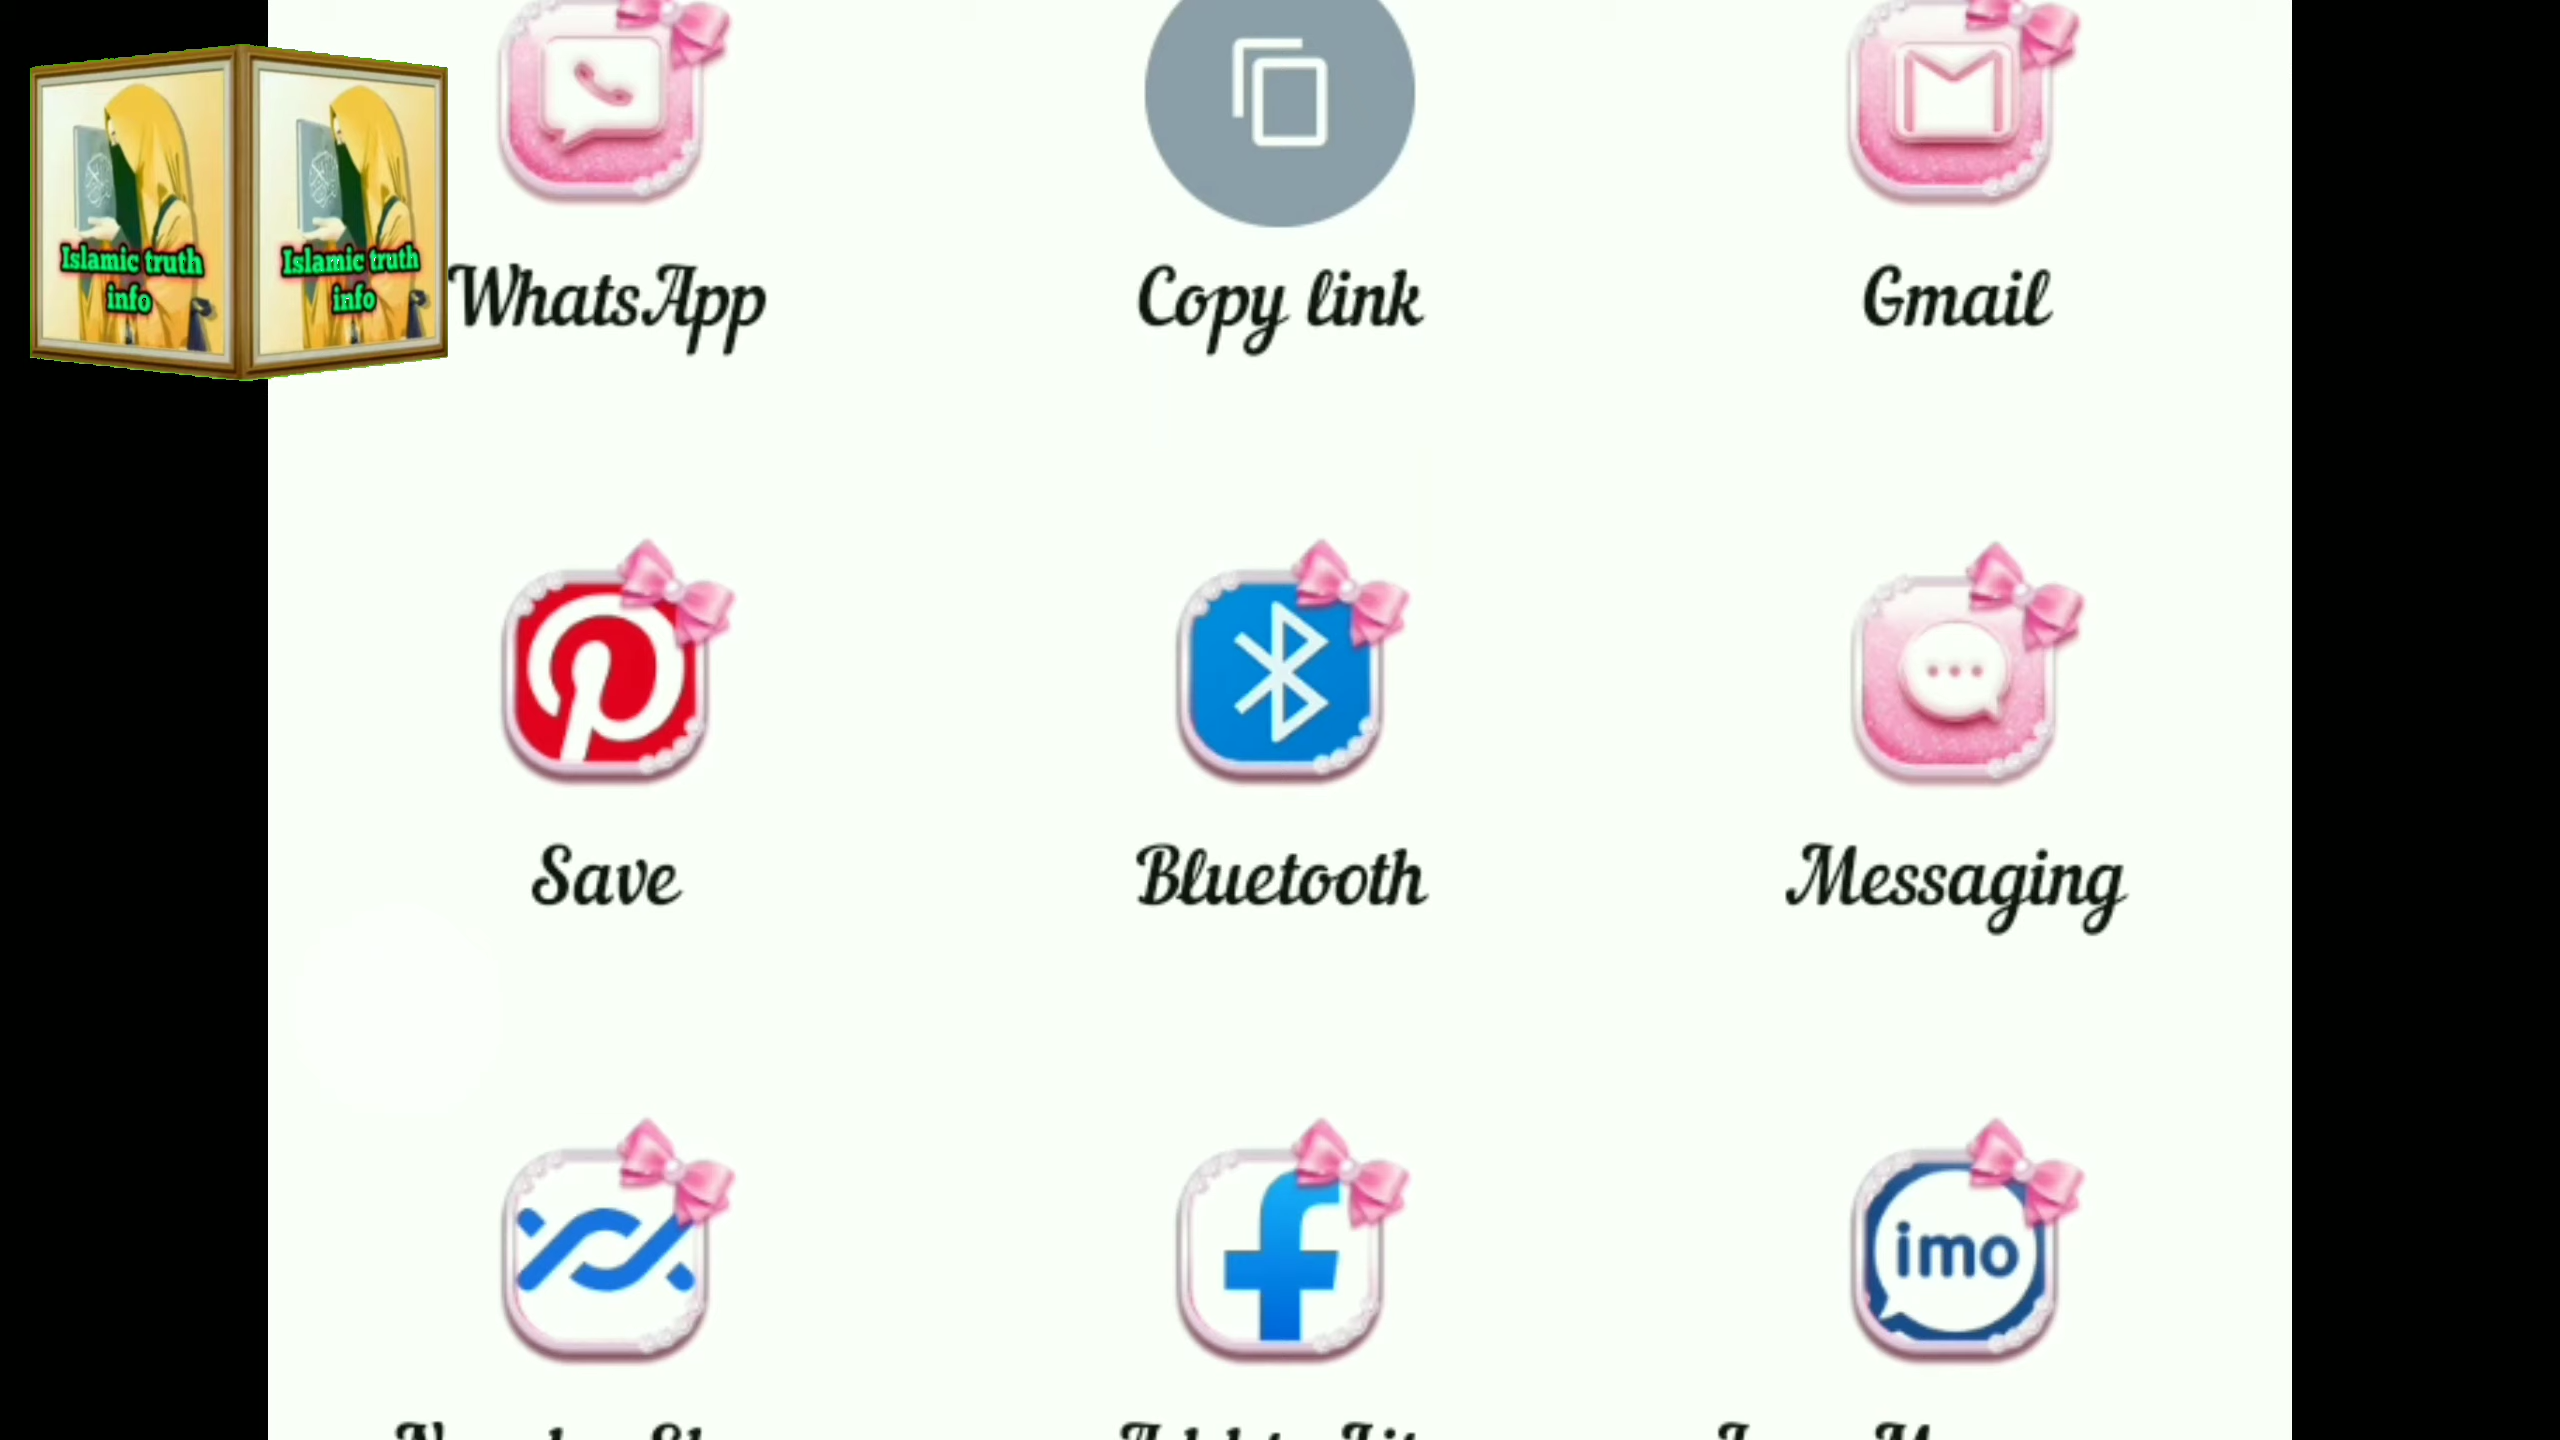 Islamic truth
info
Islamic truth
info
WhatsApp
Copy link
Gmail
Save
Bluetooth
Messaging
imo